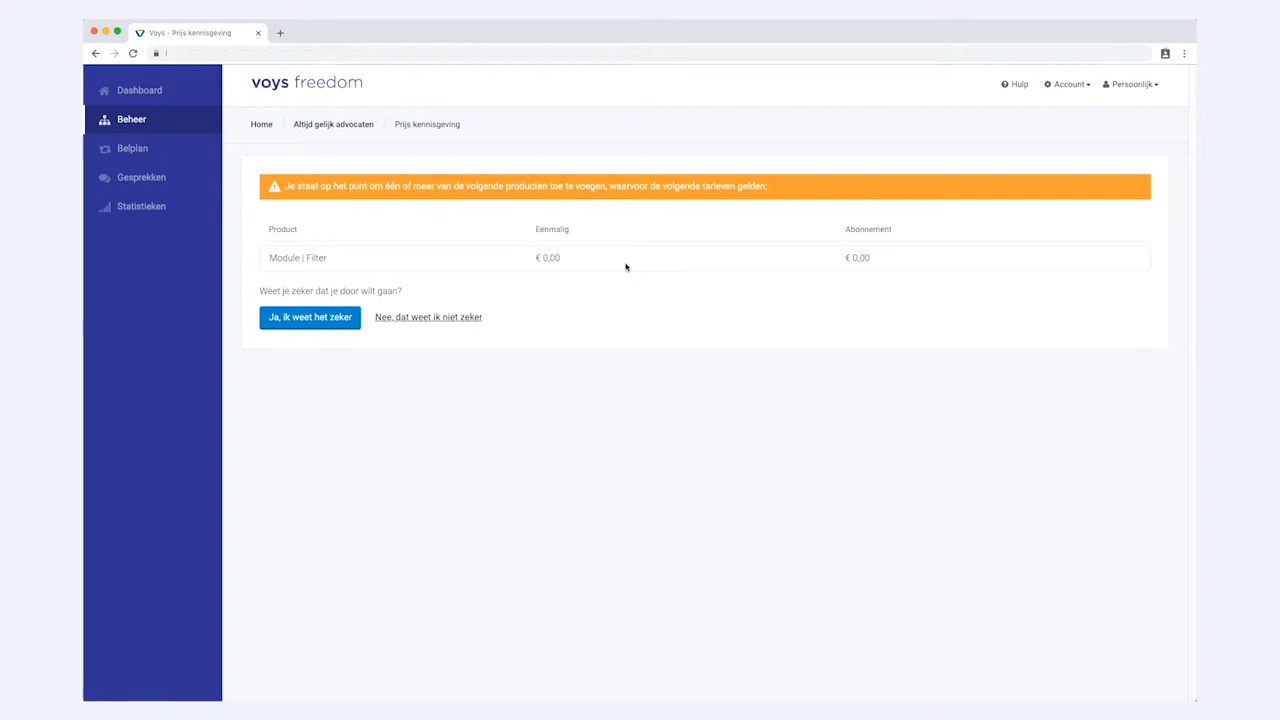 Voys - Prijs kennisgeving
Dashboard
Beheer
Belplan
Gesprekken
Statistieken
voys freedom
Hulp
Account
Persoonlijk
Home / Altijd gelijk advocaten / Prijs kennisgeving
Je staat op het punt om één of meer van de volgende producten toe te voegen, waarvoor de volgende tarieven gelden:
Product Eenmalig Abonnement
Module | Filter € 0,00 € 0,00
Weet je zeker dat je door wilt gaan?
Ja, ik weet het zeker Nee, dat weet ik niet zeker